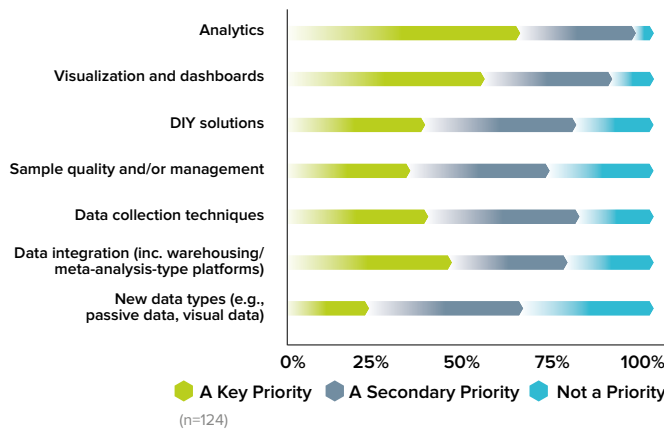 Analytics
Visualization and dashboards
DIY solutions
Sample quality and/or management
Data collection techniques
Data integration (inc. warehousing/
meta-analysis-type platforms)
New data types (e.g.,
passive data, visual data)
0% 25% 50% 75% 100%
A Key Priority A Secondary Priority Not a Priority
(n=124)